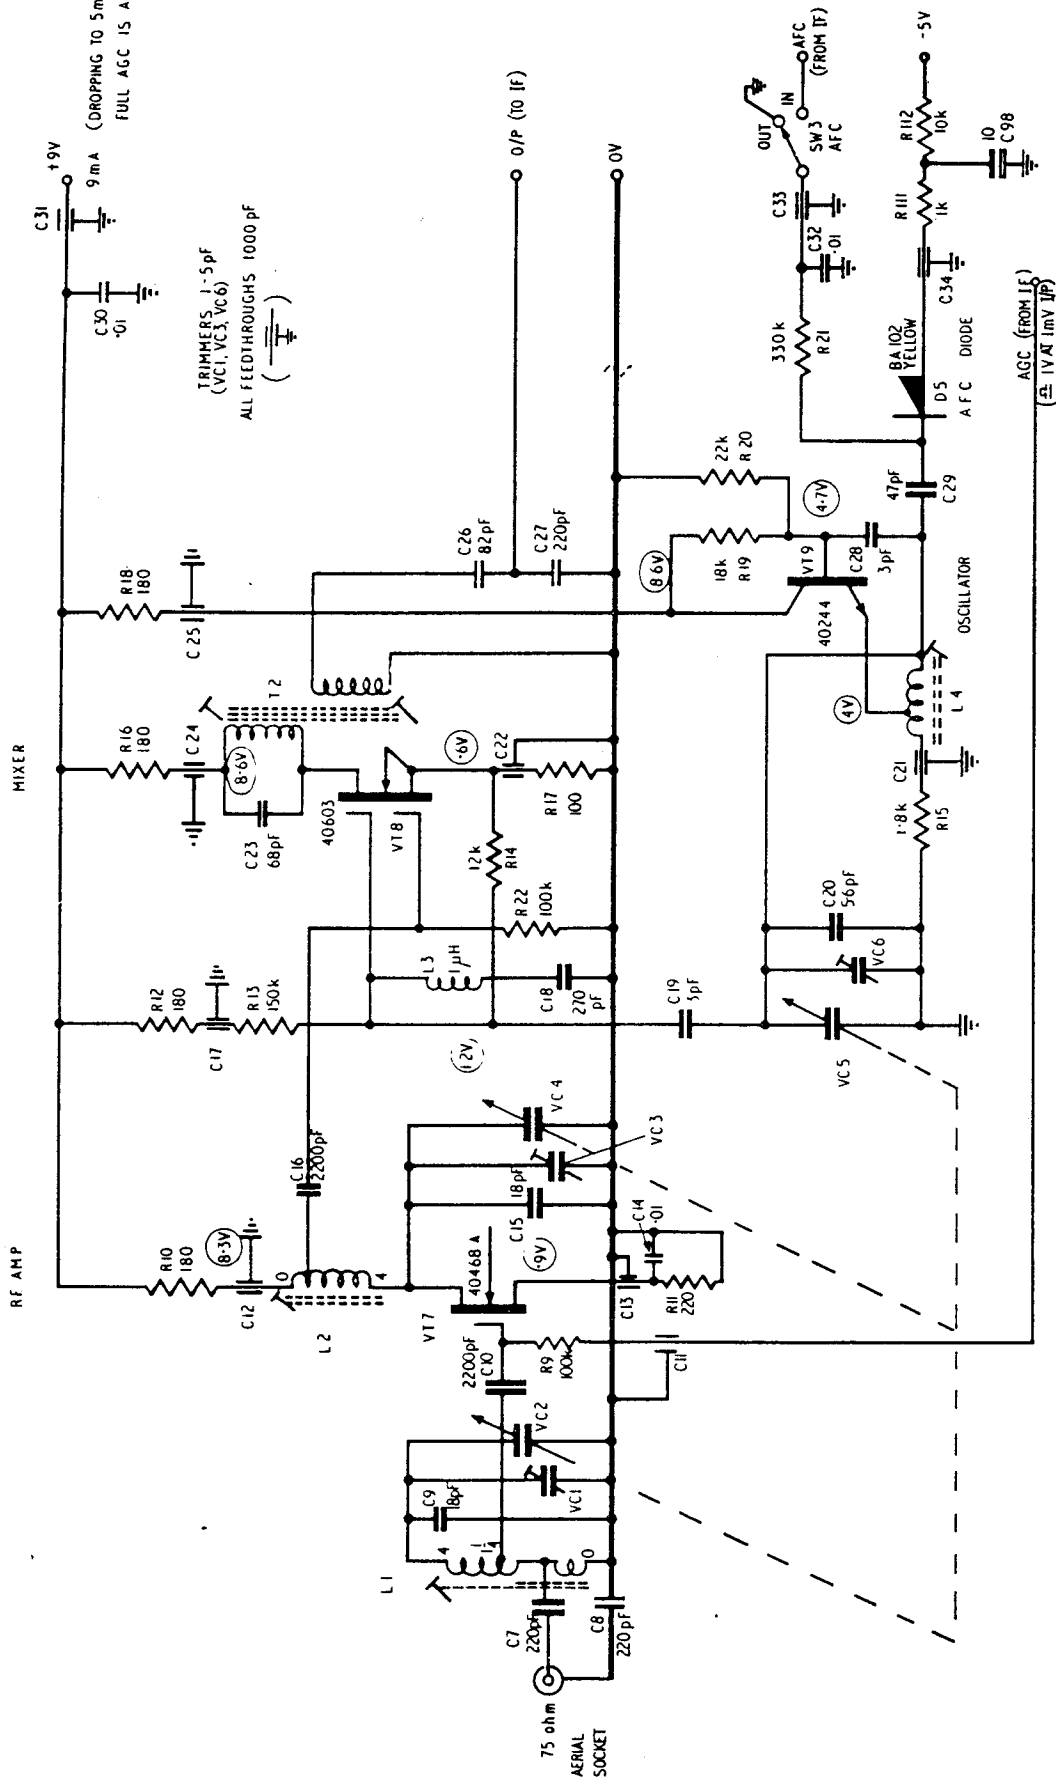 RF AMP
MIXER
+9V
9mA (DROPPING TO 5m
FULL AGC IS A
C31
C30
·01
TRIMMERS 1-5pF
(VC1, VC3, VC6)
ALL FEEDTHROUGHS 1000pF
R10
180
8·3V
C12
0
4
L2
C16
2200pF
R12
180
C17
R13
150k
R16
180
C24
8·6V
C23
68pF
T2
R18
180
C25
40603
VT8
·6V
C22
R17
100
12k
R14
R22
100k
L3
1μH
C18
270
pF
C26
82pF
C27
220pF
O/P (TO IF)
0V
L1
4
1¼
0
C9
18pF
VC1
VC2
2200pF
C10
R9
100k
VT7
40468 A
·9V
C15
18pF
VC3
VC4
C13
C14
·01
R11
220
C11
75 ohm
AERIAL
SOCKET
C7
220pF
C8
220pF
C19
3pF
VC5
VC6
C20
56pF
1·8k
R15
C21
L4
OSCILLATOR
4V
40244
VT9
4·7V
C28
3pF
8·6V
18k
R19
22k
R20
47pF
C29
D5
BA102
YELLOW
AFC DIODE
330k
R21
C32
·01
C33
SW3
AFC
OUT
IN
AFC
(FROM IF)
C34
R111
1k
R112
10k
10
C98
-5V
AGC (FROM IF)
(≏ 1V AT 1mV I/P)